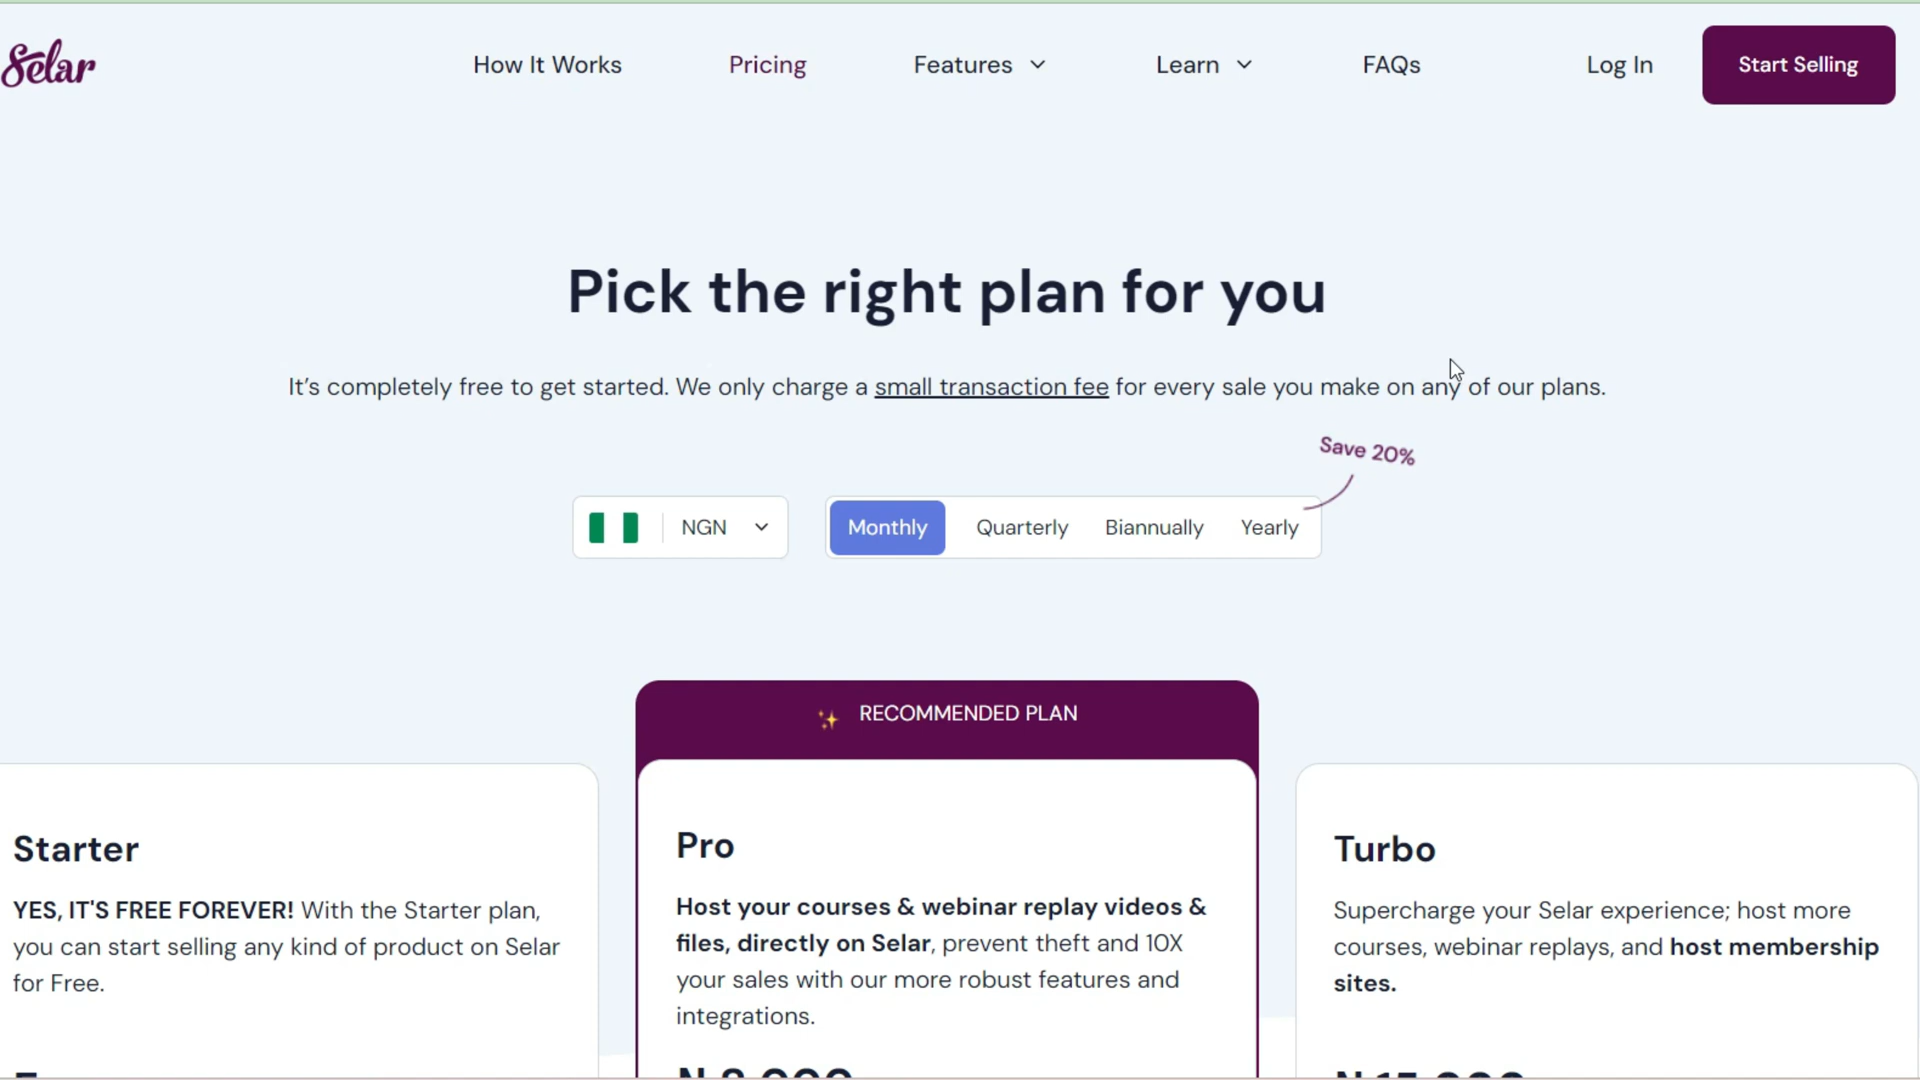 Selar
How It Works
Pricing
Features
Learn
FAQs
Log In
Start Selling
Pick the right plan for you
It’s completely free to get started. We only charge a small transaction fee for every sale you make on any of our plans.
Save 20%
NGN
Monthly
Quarterly
Biannually
Yearly
✨ RECOMMENDED PLAN
Starter
YES, IT'S FREE FOREVER! With the Starter plan,
you can start selling any kind of product on Selar
for Free.
Pro
Host your courses & webinar replay videos &
files, directly on Selar, prevent theft and 10X
your sales with our more robust features and
integrations.
Turbo
Supercharge your Selar experience; host more
courses, webinar replays, and host membership
sites.